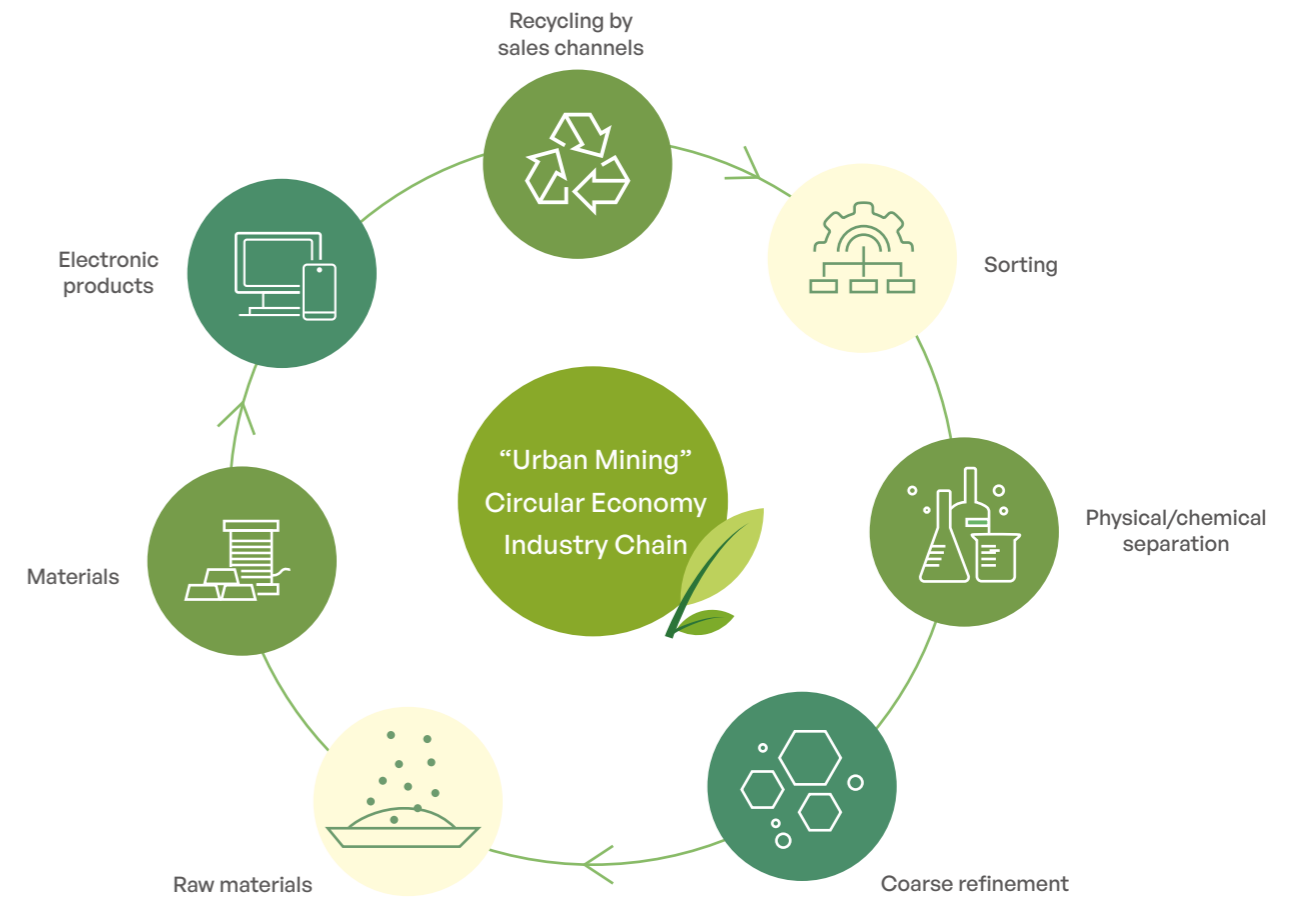 Recycling by
sales channels
Sorting
Physical/chemical
separation
Coarse refinement
Raw materials
Materials
Electronic
products
“Urban Mining”
Circular Economy
Industry Chain